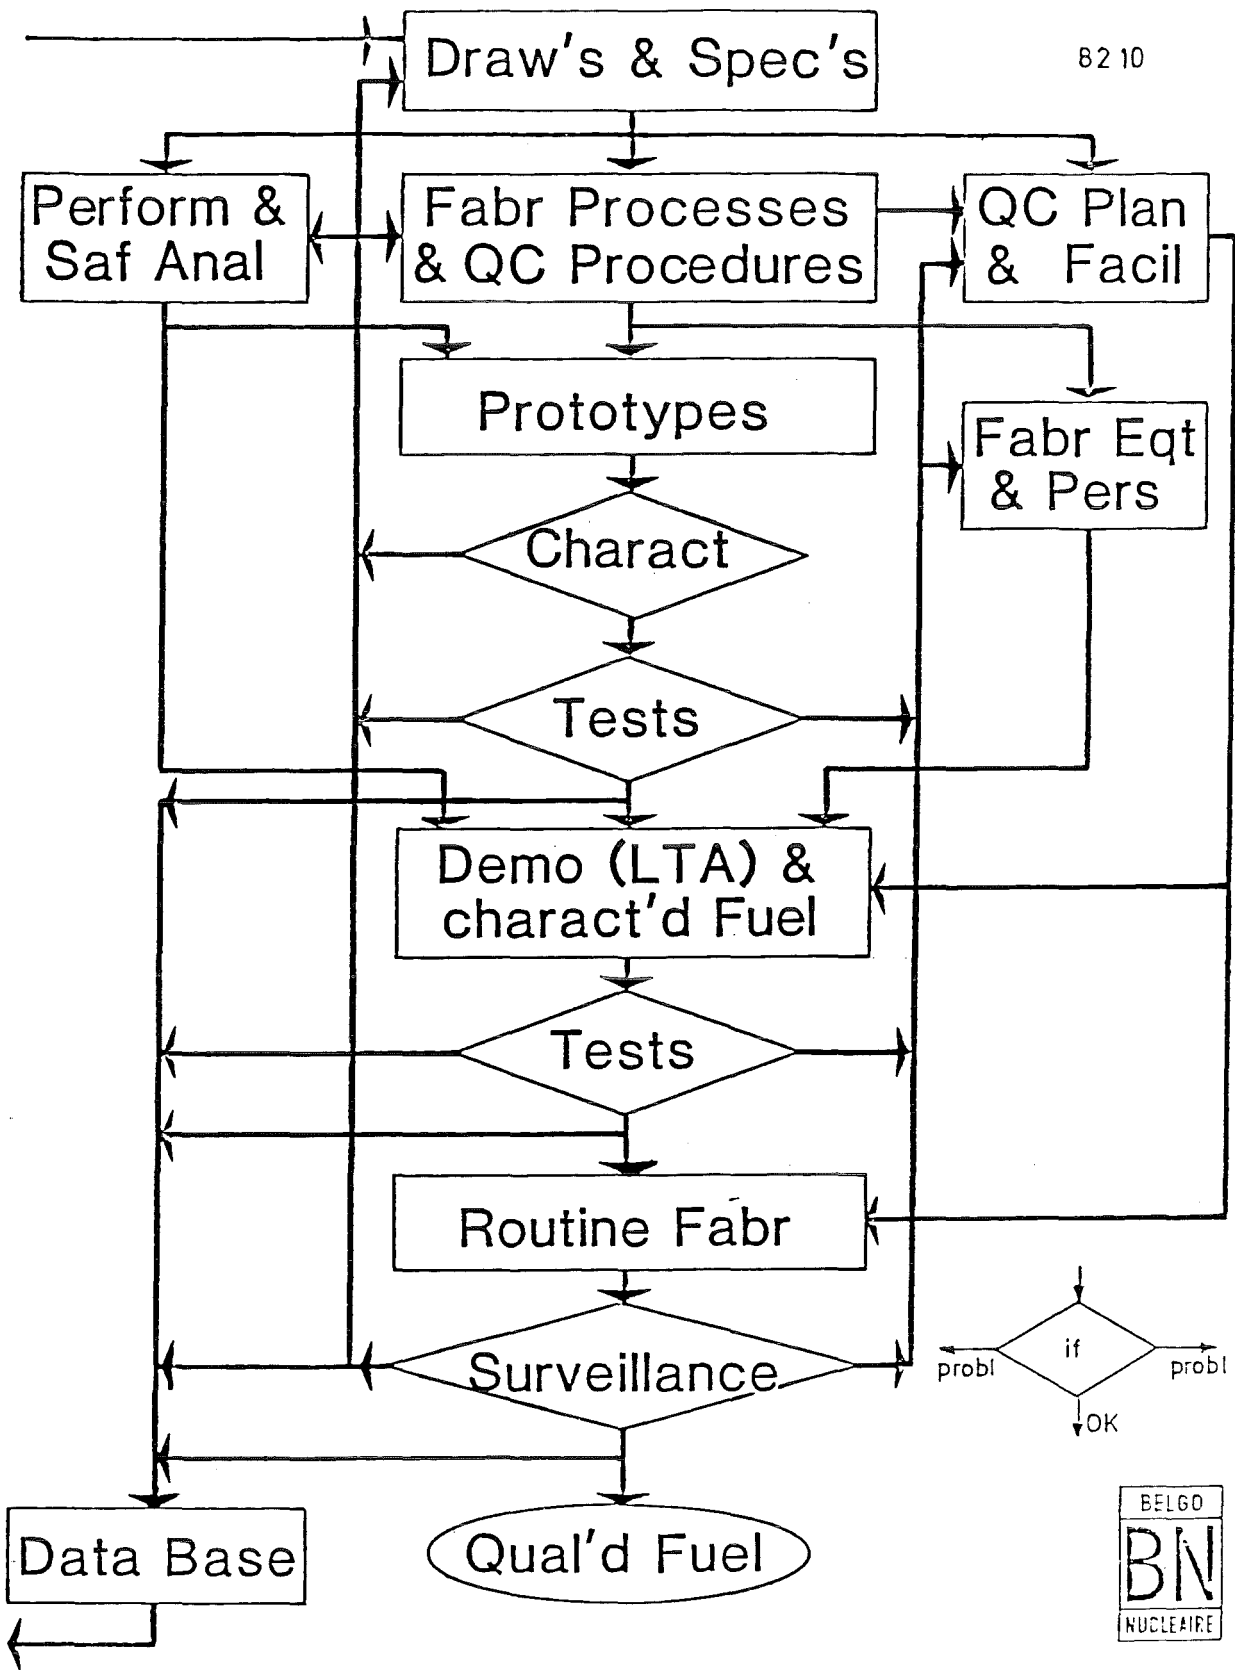 Draw's & Spec's
82 10
Perform &
Saf Anal
Fabr Processes
& QC Procedures
QC Plan
& Facil
Prototypes
Fabr Eqt
& Pers
Charact
Tests
Demo (LTA) &
charact'd Fuel
Tests
Routine Fabr
Surveillance
if
probl
probl
OK
Data Base
Qual'd Fuel
BELGO
BN
NUCLEAIRE